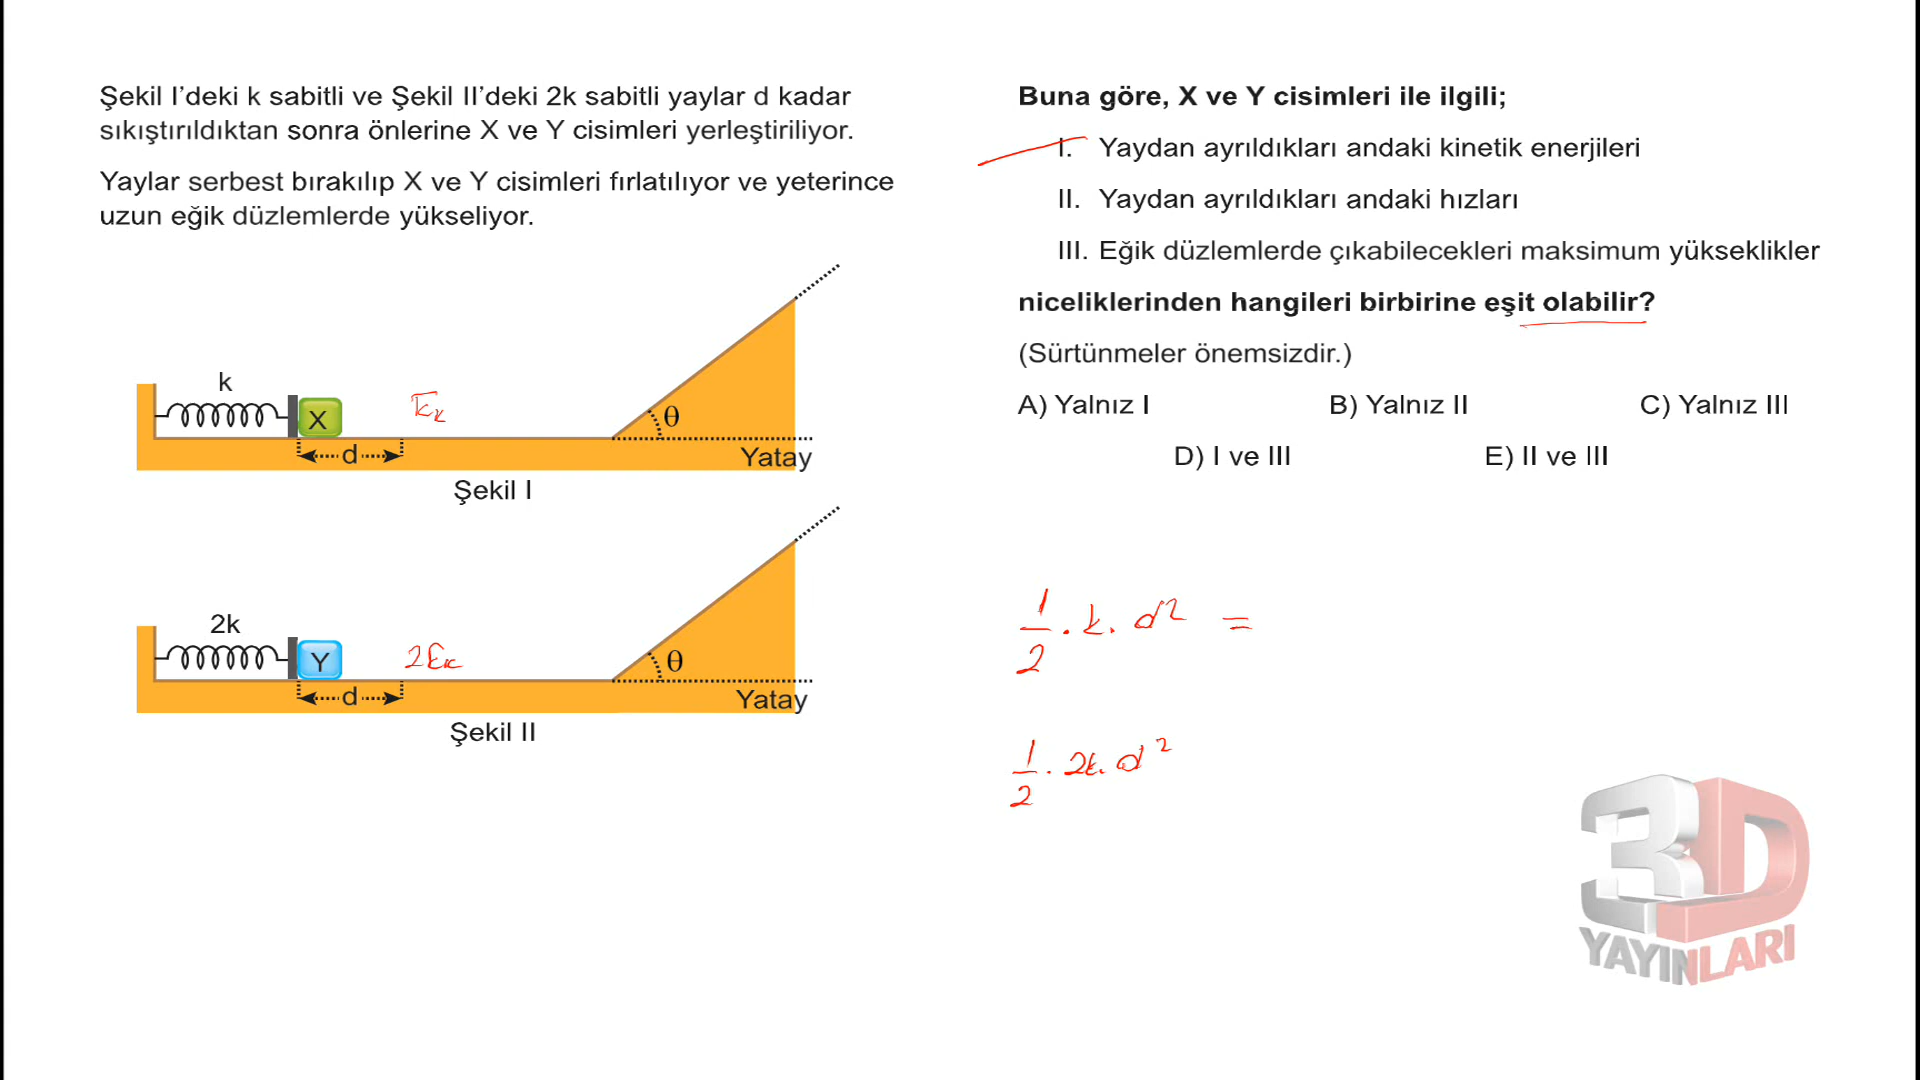 Şekil I'deki k sabitli ve Şekil II'deki 2k sabitli yaylar d kadar
sıkıştırıldıktan sonra önlerine X ve Y cisimleri yerleştiriliyor.
Yaylar serbest bırakılıp X ve Y cisimleri fırlatılıyor ve yeterince
uzun eğik düzlemlerde yükseliyor.
k
X
Eₖ
θ
d
Yatay
Şekil I
2k
Y
2Eₖ
θ
d
Yatay
Şekil II
Buna göre, X ve Y cisimleri ile ilgili;
I. Yaydan ayrıldıkları andaki kinetik enerjileri
II. Yaydan ayrıldıkları andaki hızları
III. Eğik düzlemlerde çıkabilecekleri maksimum yükseklikler
niceliklerinden hangileri birbirine eşit olabilir?
(Sürtünmeler önemsizdir.)
A) Yalnız I B) Yalnız II C) Yalnız III
D) I ve III E) II ve III
1/2 . k . d² =
1/2 . 2k . d²
3D
YAYINLARI